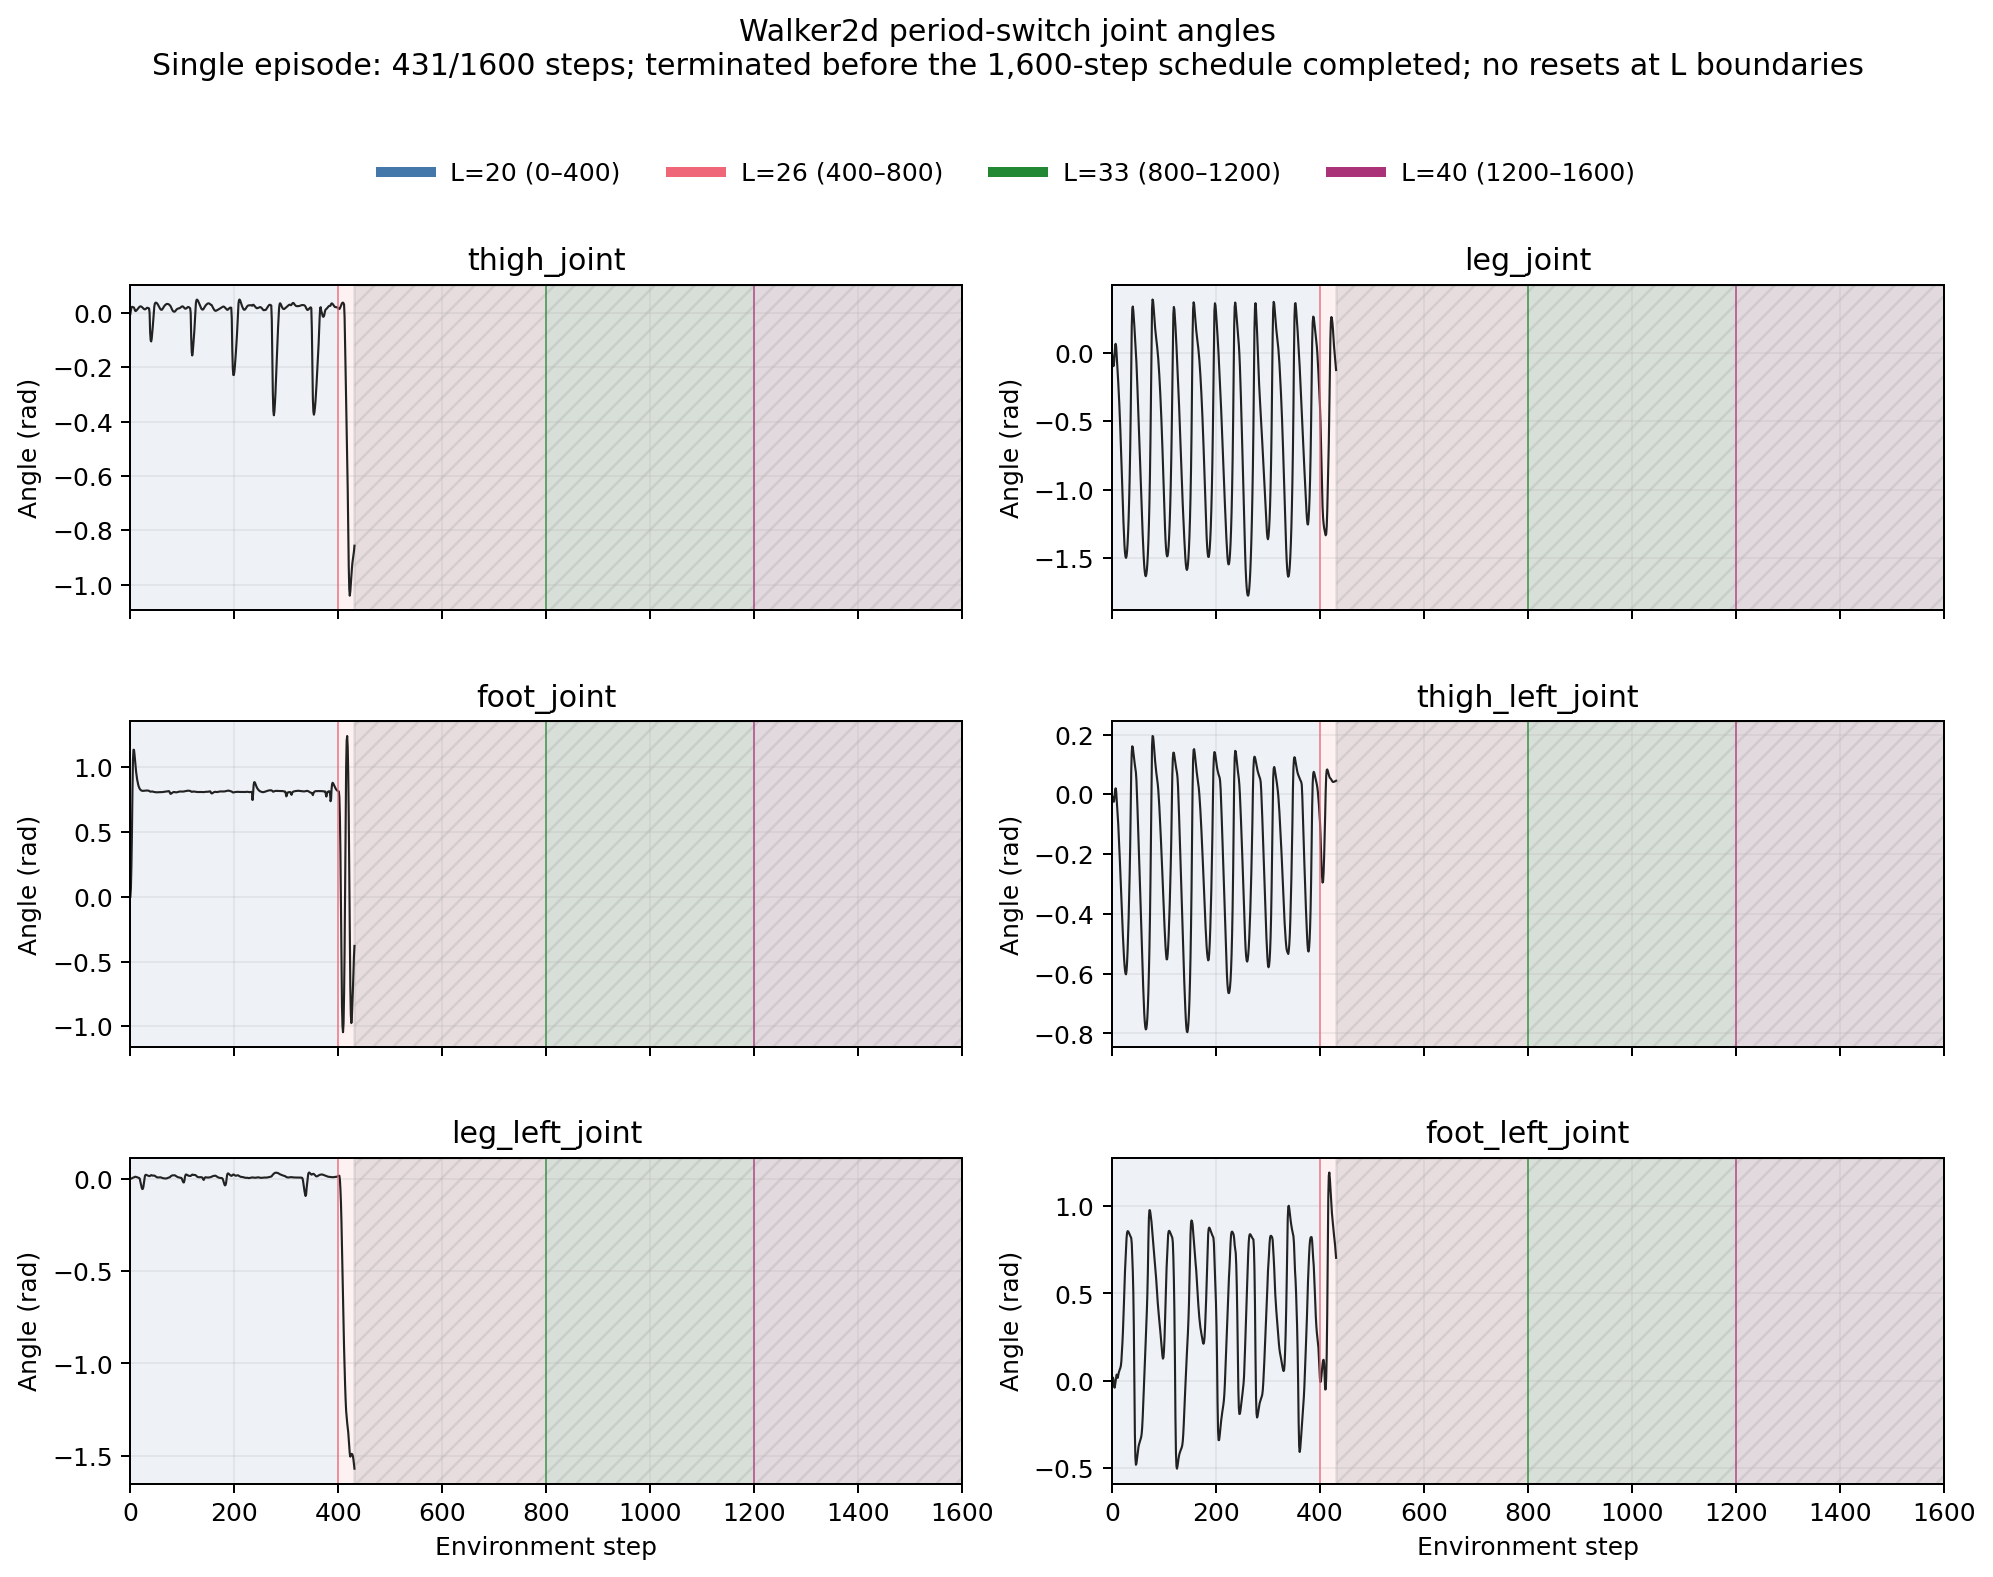 Walker2d period-switch joint angles
Single episode: 431/1600 steps; terminated before the 1,600-step schedule completed; no resets at L boundaries
L=20 (0–400) L=26 (400–800) L=33 (800–1200) L=40 (1200–1600)
thigh_joint
0.0
−0.2
−0.4
−0.6
−0.8
−1.0
Angle (rad)
leg_joint
0.0
−0.5
−1.0
−1.5
Angle (rad)
foot_joint
1.0
0.5
0.0
−0.5
−1.0
Angle (rad)
thigh_left_joint
0.2
0.0
−0.2
−0.4
−0.6
−0.8
Angle (rad)
leg_left_joint
0.0
−0.5
−1.0
−1.5
Angle (rad)
0 200 400 600 800 1000 1200 1400 1600
Environment step
foot_left_joint
1.0
0.5
0.0
−0.5
Angle (rad)
0 200 400 600 800 1000 1200 1400 1600
Environment step